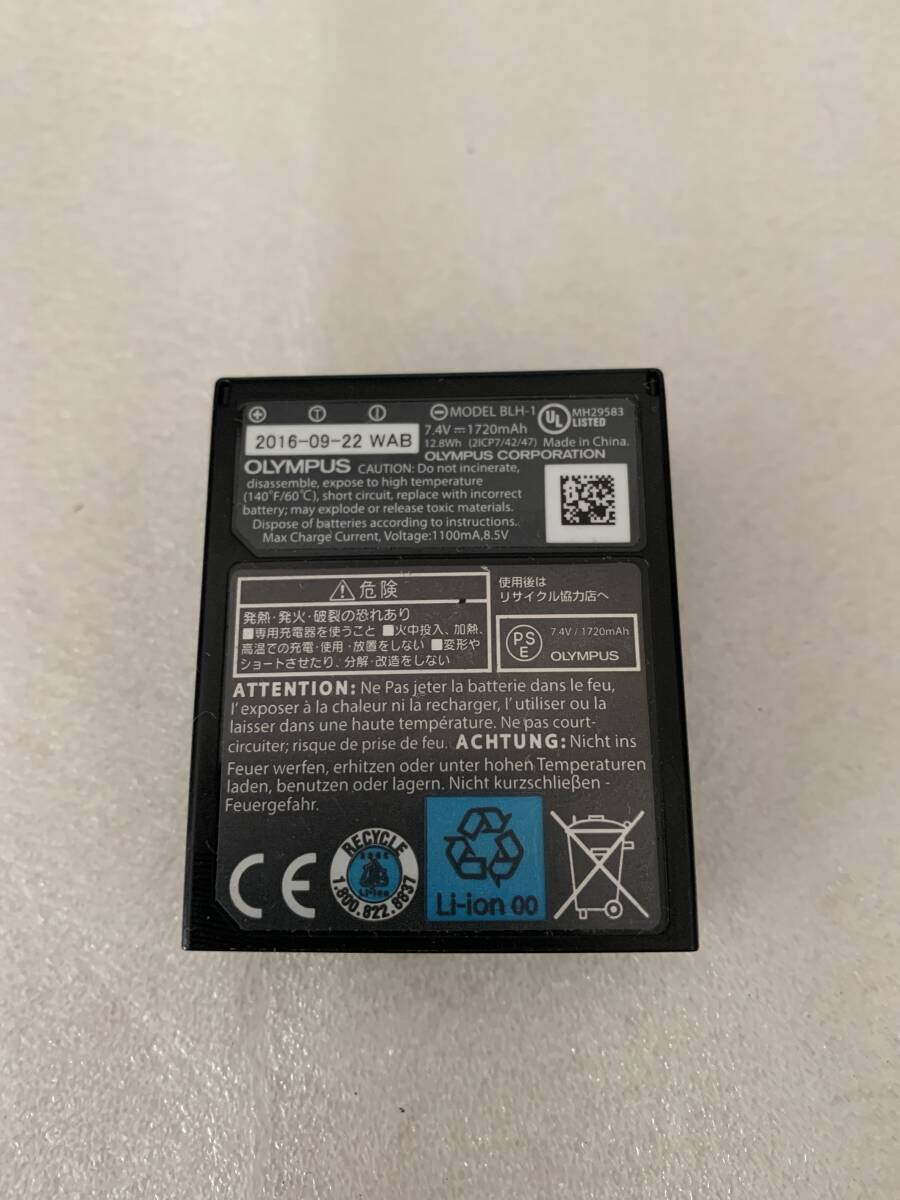 MODEL BLH-1
7.4V⎓1720mAh
MH29583
LISTED
UL
2016-09-22 WAB
12.8Wh (2ICP7/42/47) Made in China.
OLYMPUS CORPORATION
OLYMPUS CAUTION: Do not incinerate,
disassemble, expose to high temperature
(140°F/60°C), short circuit, replace with incorrect
battery; may explode or release toxic materials.
Dispose of batteries according to instructions.
Max Charge Current, Voltage:1100mA,8.5V
⚠危険
発熱・発火・破裂の恐れあり
■専用充電器を使うこと ■火中投入、加熱、
高温での充電・使用・放置をしない ■変形や
ショートさせたり、分解・改造をしない
使用後は
リサイクル協力店へ
PS
E
7.4V / 1720mAh
OLYMPUS
ATTENTION: Ne Pas jeter la batterie dans le feu,
l'exposer à la chaleur ni la recharger, l'utiliser ou la
laisser dans une haute température. Ne pas court-
circuiter; risque de prise de feu. ACHTUNG: Nicht ins
Feuer werfen, erhitzen oder unter hohen Temperaturen
laden, benutzen oder lagern. Nicht kurzschließen -
Feuergefahr.
CE
RECYCLE
RBRC
Li-ion
1.800.822.8837
Li-ion 00